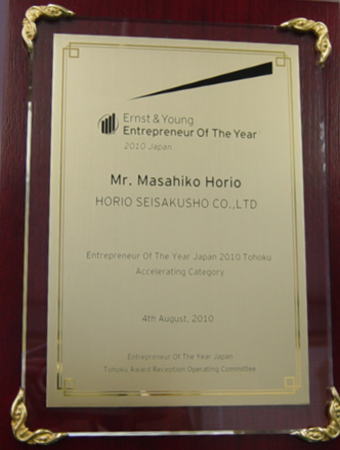 Ernst & Young
Entrepreneur Of The Year
2010 Japan
Mr. Masahiko Horio
HORIO SEISAKUSHO CO.,LTD
Entrepreneur Of The Year Japan 2010 Tohoku
Accelerating Category
4th August, 2010
Entrepreneur Of The Year Japan
Tohoku Award Reception Operating Committee